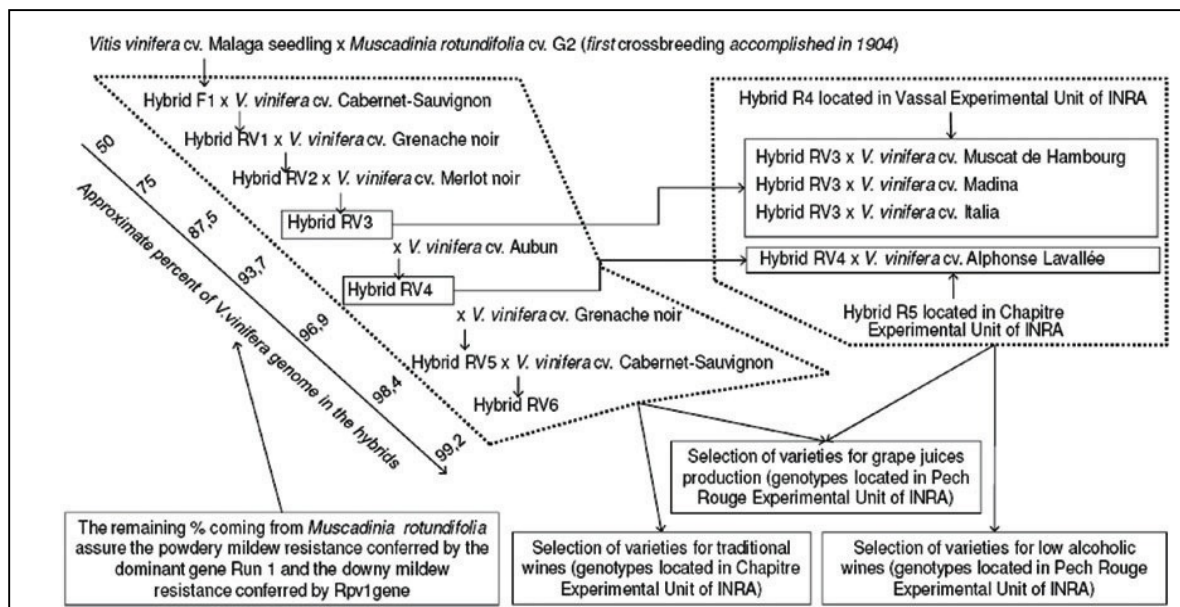 Vitis vinifera cv. Malaga seedling x Muscadinia rotundifolia cv. G2 (first crossbreeding accomplished in 1904)
Hybrid F1 x V. vinifera cv. Cabernet-Sauvignon
Hybrid RV1 x V. vinifera cv. Grenache noir
Hybrid RV2 x V. vinifera cv. Merlot noir
Hybrid RV3
x V. vinifera cv. Aubun
Hybrid RV4
x V. vinifera cv. Grenache noir
Hybrid RV5 x V. vinifera cv. Cabernet-Sauvignon
Hybrid RV6
50
75
87,5
93,7
96,9
98,4
99,2
Approximate percent of V.vinifera genome in the hybrids
Hybrid R4 located in Vassal Experimental Unit of INRA
Hybrid RV3 x V. vinifera cv. Muscat de Hambourg
Hybrid RV3 x V. vinifera cv. Madina
Hybrid RV3 x V. vinifera cv. Italia
Hybrid RV4 x V. vinifera cv. Alphonse Lavallée
Hybrid R5 located in Chapitre
Experimental Unit of INRA
Selection of varieties for grape juices
production (genotypes located in Pech
Rouge Experimental Unit of INRA)
The remaining % coming from Muscadinia rotundifolia
assure the powdery mildew resistance conferred by the
dominant gene Run 1 and the downy mildew
resistance conferred by Rpv1gene
Selection of varieties for traditional
wines (genotypes located in Chapitre
Experimental Unit of INRA)
Selection of varieties for low alcoholic
wines (genotypes located in Pech Rouge
Experimental Unit of INRA)